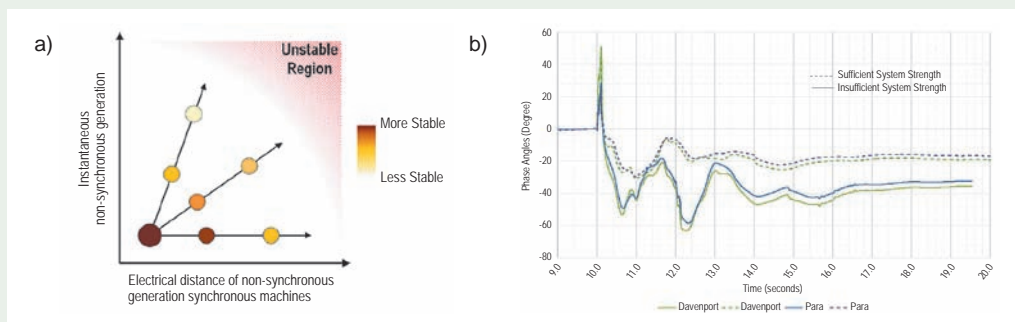 a)
Unstable
Region
Instantaneous
non-synchronous generation
More Stable
Less Stable
Electrical distance of non-synchronous
generation synchronous machines
b)
60
40
20
0
-20
-40
-60
-80
Phase Angles (Degree)
Sufficient System Strength
Insufficient System Strength
9.0
10.0
11.0
12.0
13.0
14.0
15.0
16.0
17.0
18.0
19.0
20.0
Time (seconds)
Davenport
Davenport
Para
Para